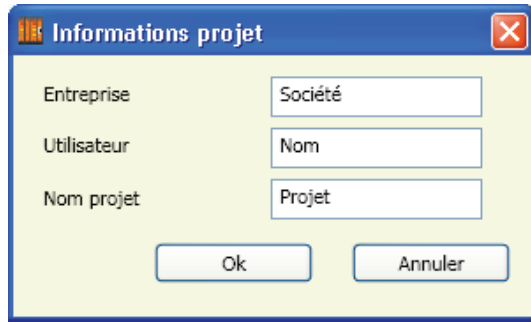 Informations projet
Entreprise Société
Utilisateur Nom
Nom projet Projet
Ok Annuler